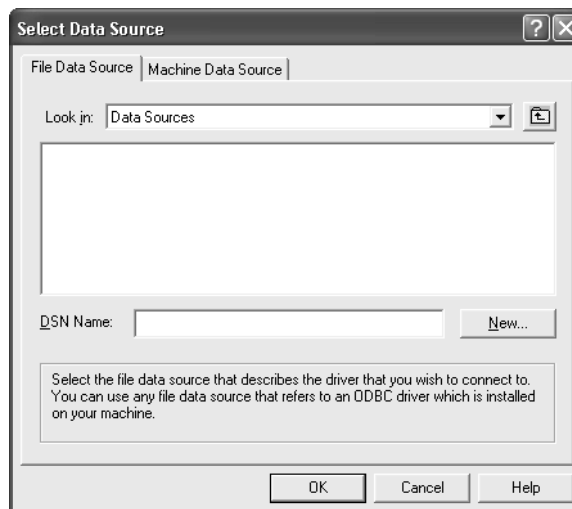 Select Data Source
File Data Source
Machine Data Source
Look in: Data Sources
DSN Name:
New...
Select the file data source that describes the driver that you wish to connect to.
You can use any file data source that refers to an ODBC driver which is installed
on your machine.
OK
Cancel
Help